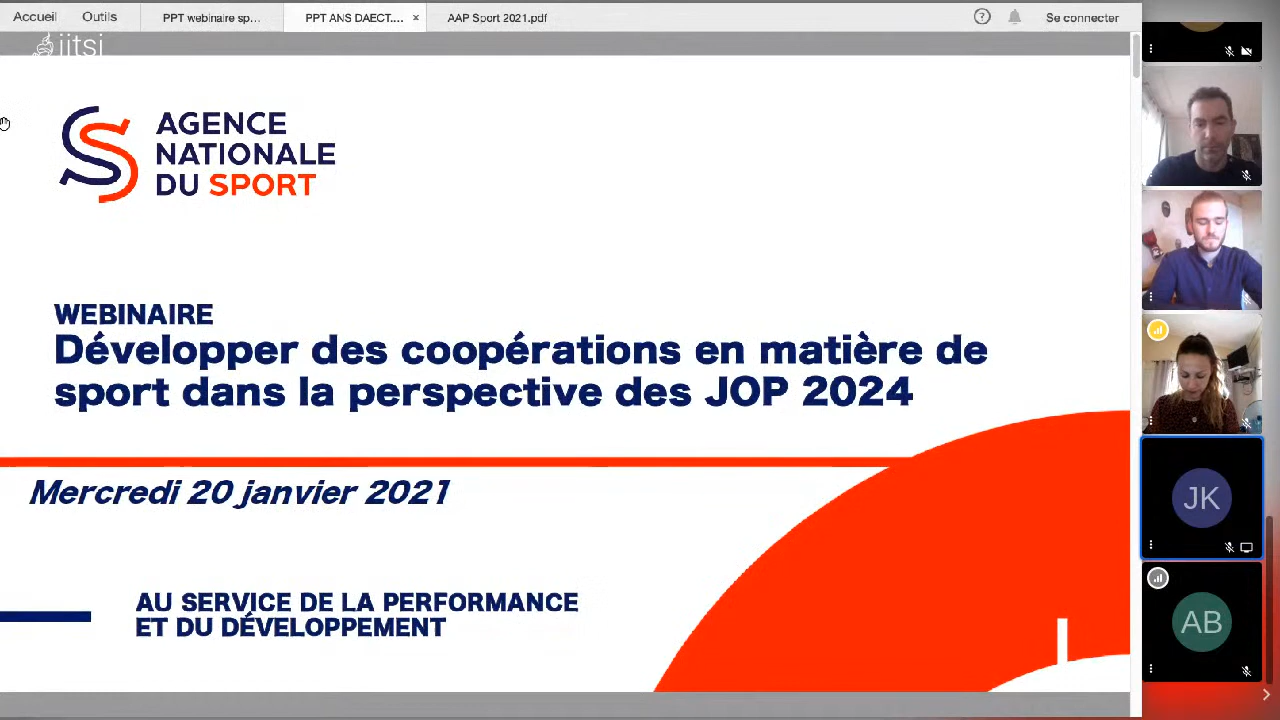 Accueil
Outils
PPT webinaire sp...
PPT ANS DAECT....
×
AAP Sport 2021.pdf
?
Se connecter
jitsi
AGENCE
NATIONALE
DU SPORT
WEBINAIRE
Développer des coopérations en matière de
sport dans la perspective des JOP 2024
Mercredi 20 janvier 2021
AU SERVICE DE LA PERFORMANCE
ET DU DÉVELOPPEMENT
JK
AB